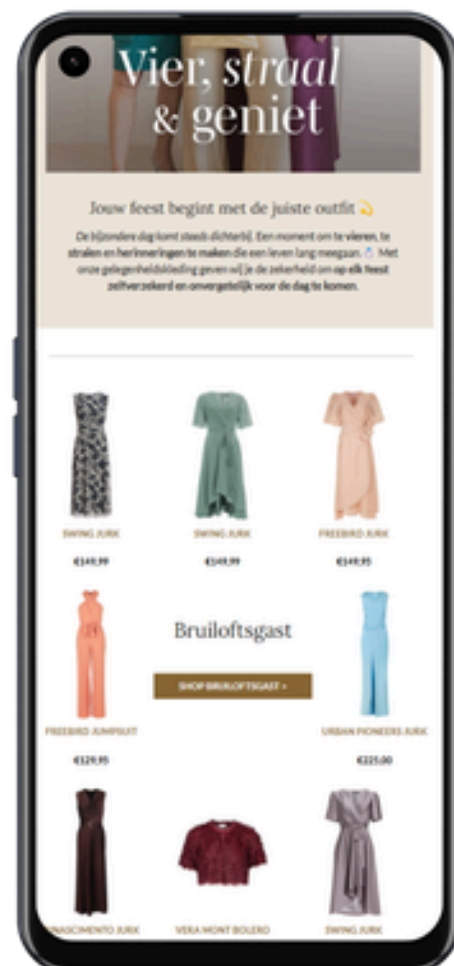 Vier, straal
& geniet
Jouw feest begint met de juiste outfit 💫
De bijzondere dag komt steeds dichterbij. Een moment om te vieren, te
stralen en herinneringen te maken die een leven lang meegaan. 💍 Met
onze gelegenheidskleding geven wij je de zekerheid om op elk feest
zelfverzekerd en onvergetelijk voor de dag te komen.
SWING JURK
SWING JURK
FREEBIRD JURK
€149,99
€149,99
€149,95
Bruiloftsgast
SHOP BRUILOFTSGAST >
FREEBIRD JUMPSUIT
URBAN PIONEERS JURK
€129,95
€225,00
NASCIMENTO JURK
VERA MONT BOLERO
SWING JURK